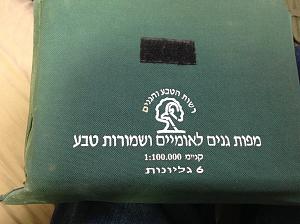 רשות הטבע והגנים
מפות גנים לאומיים ושמורות טבע
קנ״מ 1:100.000
6 גליונות